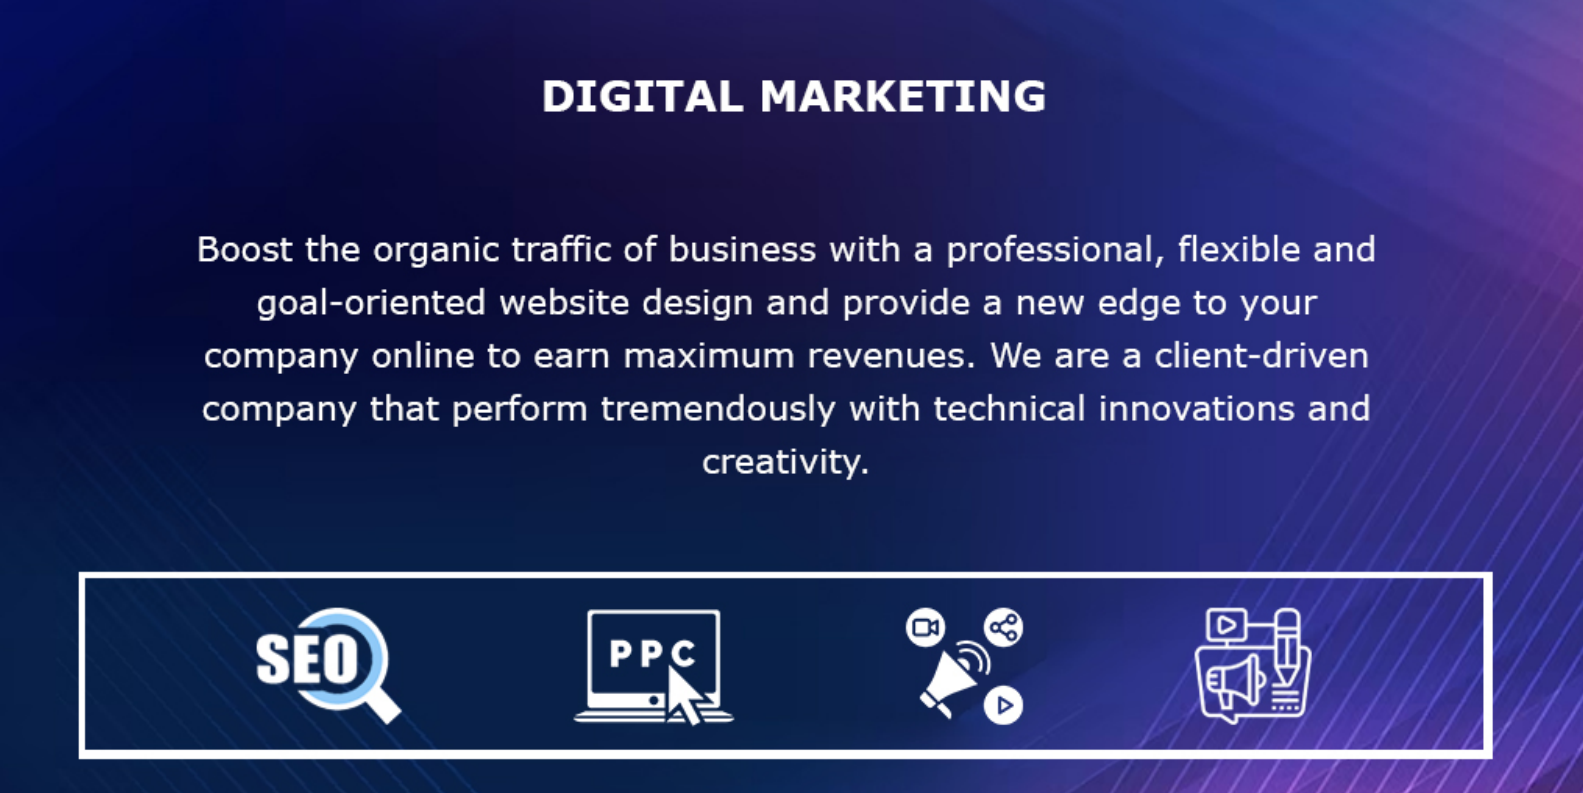 DIGITAL MARKETING
Boost the organic traffic of business with a professional, flexible and
goal-oriented website design and provide a new edge to your
company online to earn maximum revenues. We are a client-driven
company that perform tremendously with technical innovations and
creativity.
SEO
PPC